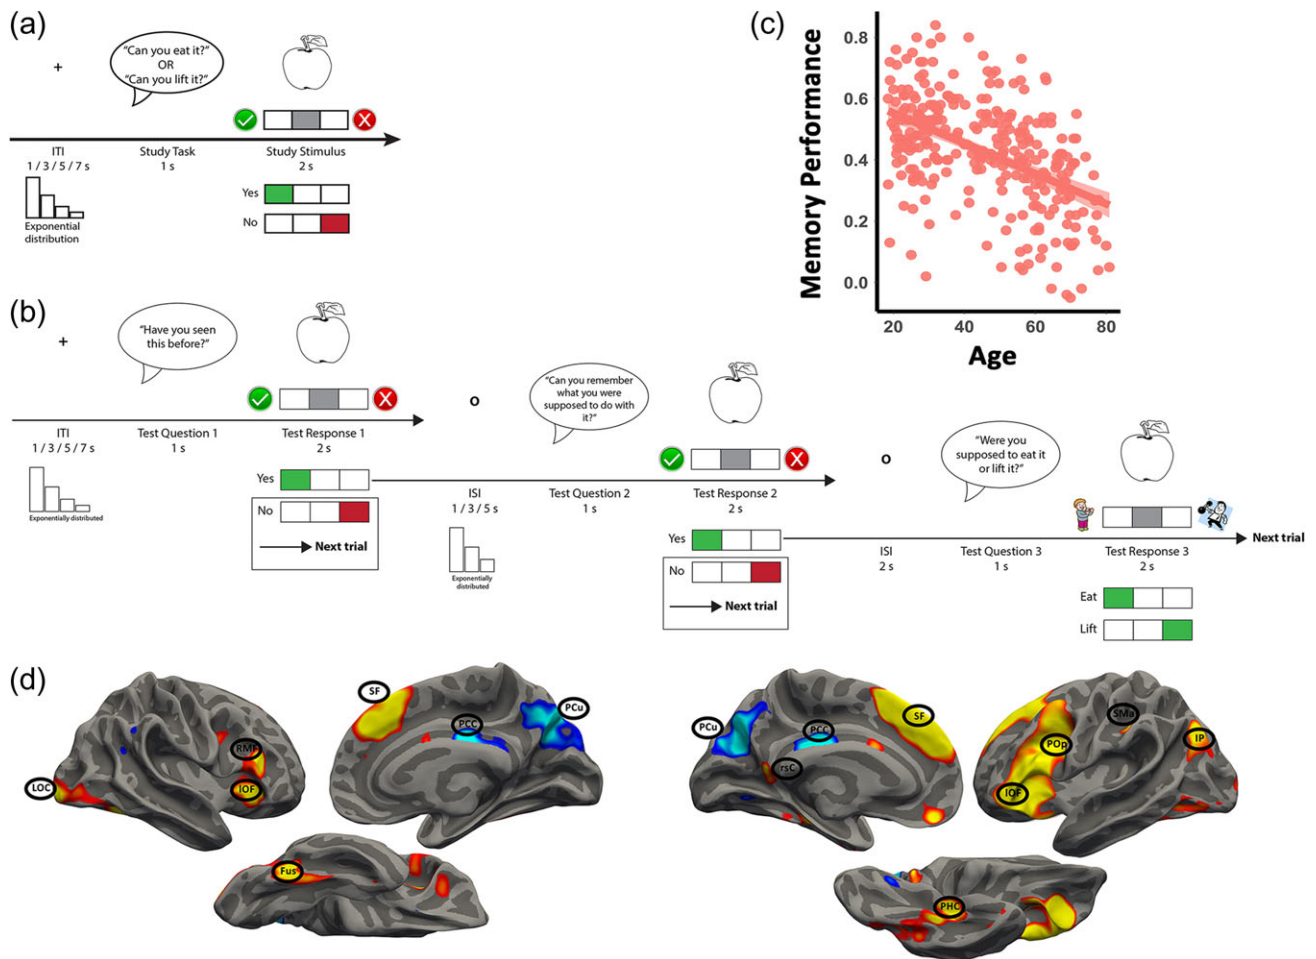 (a)
+
"Can you eat it?"
OR
"Can you lift it?"
ITI
1 / 3 / 5 / 7 s
Study Task
1 s
Study Stimulus
2 s
Exponential
distribution
Yes
No
(b)
+
"Have you seen
this before?"
ITI
1 / 3 / 5 / 7 s
Test Question 1
1 s
Test Response 1
2 s
Exponentially distributed
Yes
No
Next trial
o
"Can you remember
what you were
supposed to do with
it?"
ISI
1 / 3 / 5 s
Test Question 2
1 s
Test Response 2
2 s
Exponentially
distributed
Yes
No
Next trial
o
"Were you
supposed to eat it
or lift it?"
ISI
2 s
Test Question 3
1 s
Test Response 3
2 s
Next trial
Eat
Lift
(c)
Memory Performance
0.8
0.6
0.4
0.2
0.0
20 40 60 80
Age
(d)
LOC
RMF
IOF
SF
PCC
PCu
Fus
PCu
PCC
rsC
SF
POp
SMa
IP
IOF
PHC